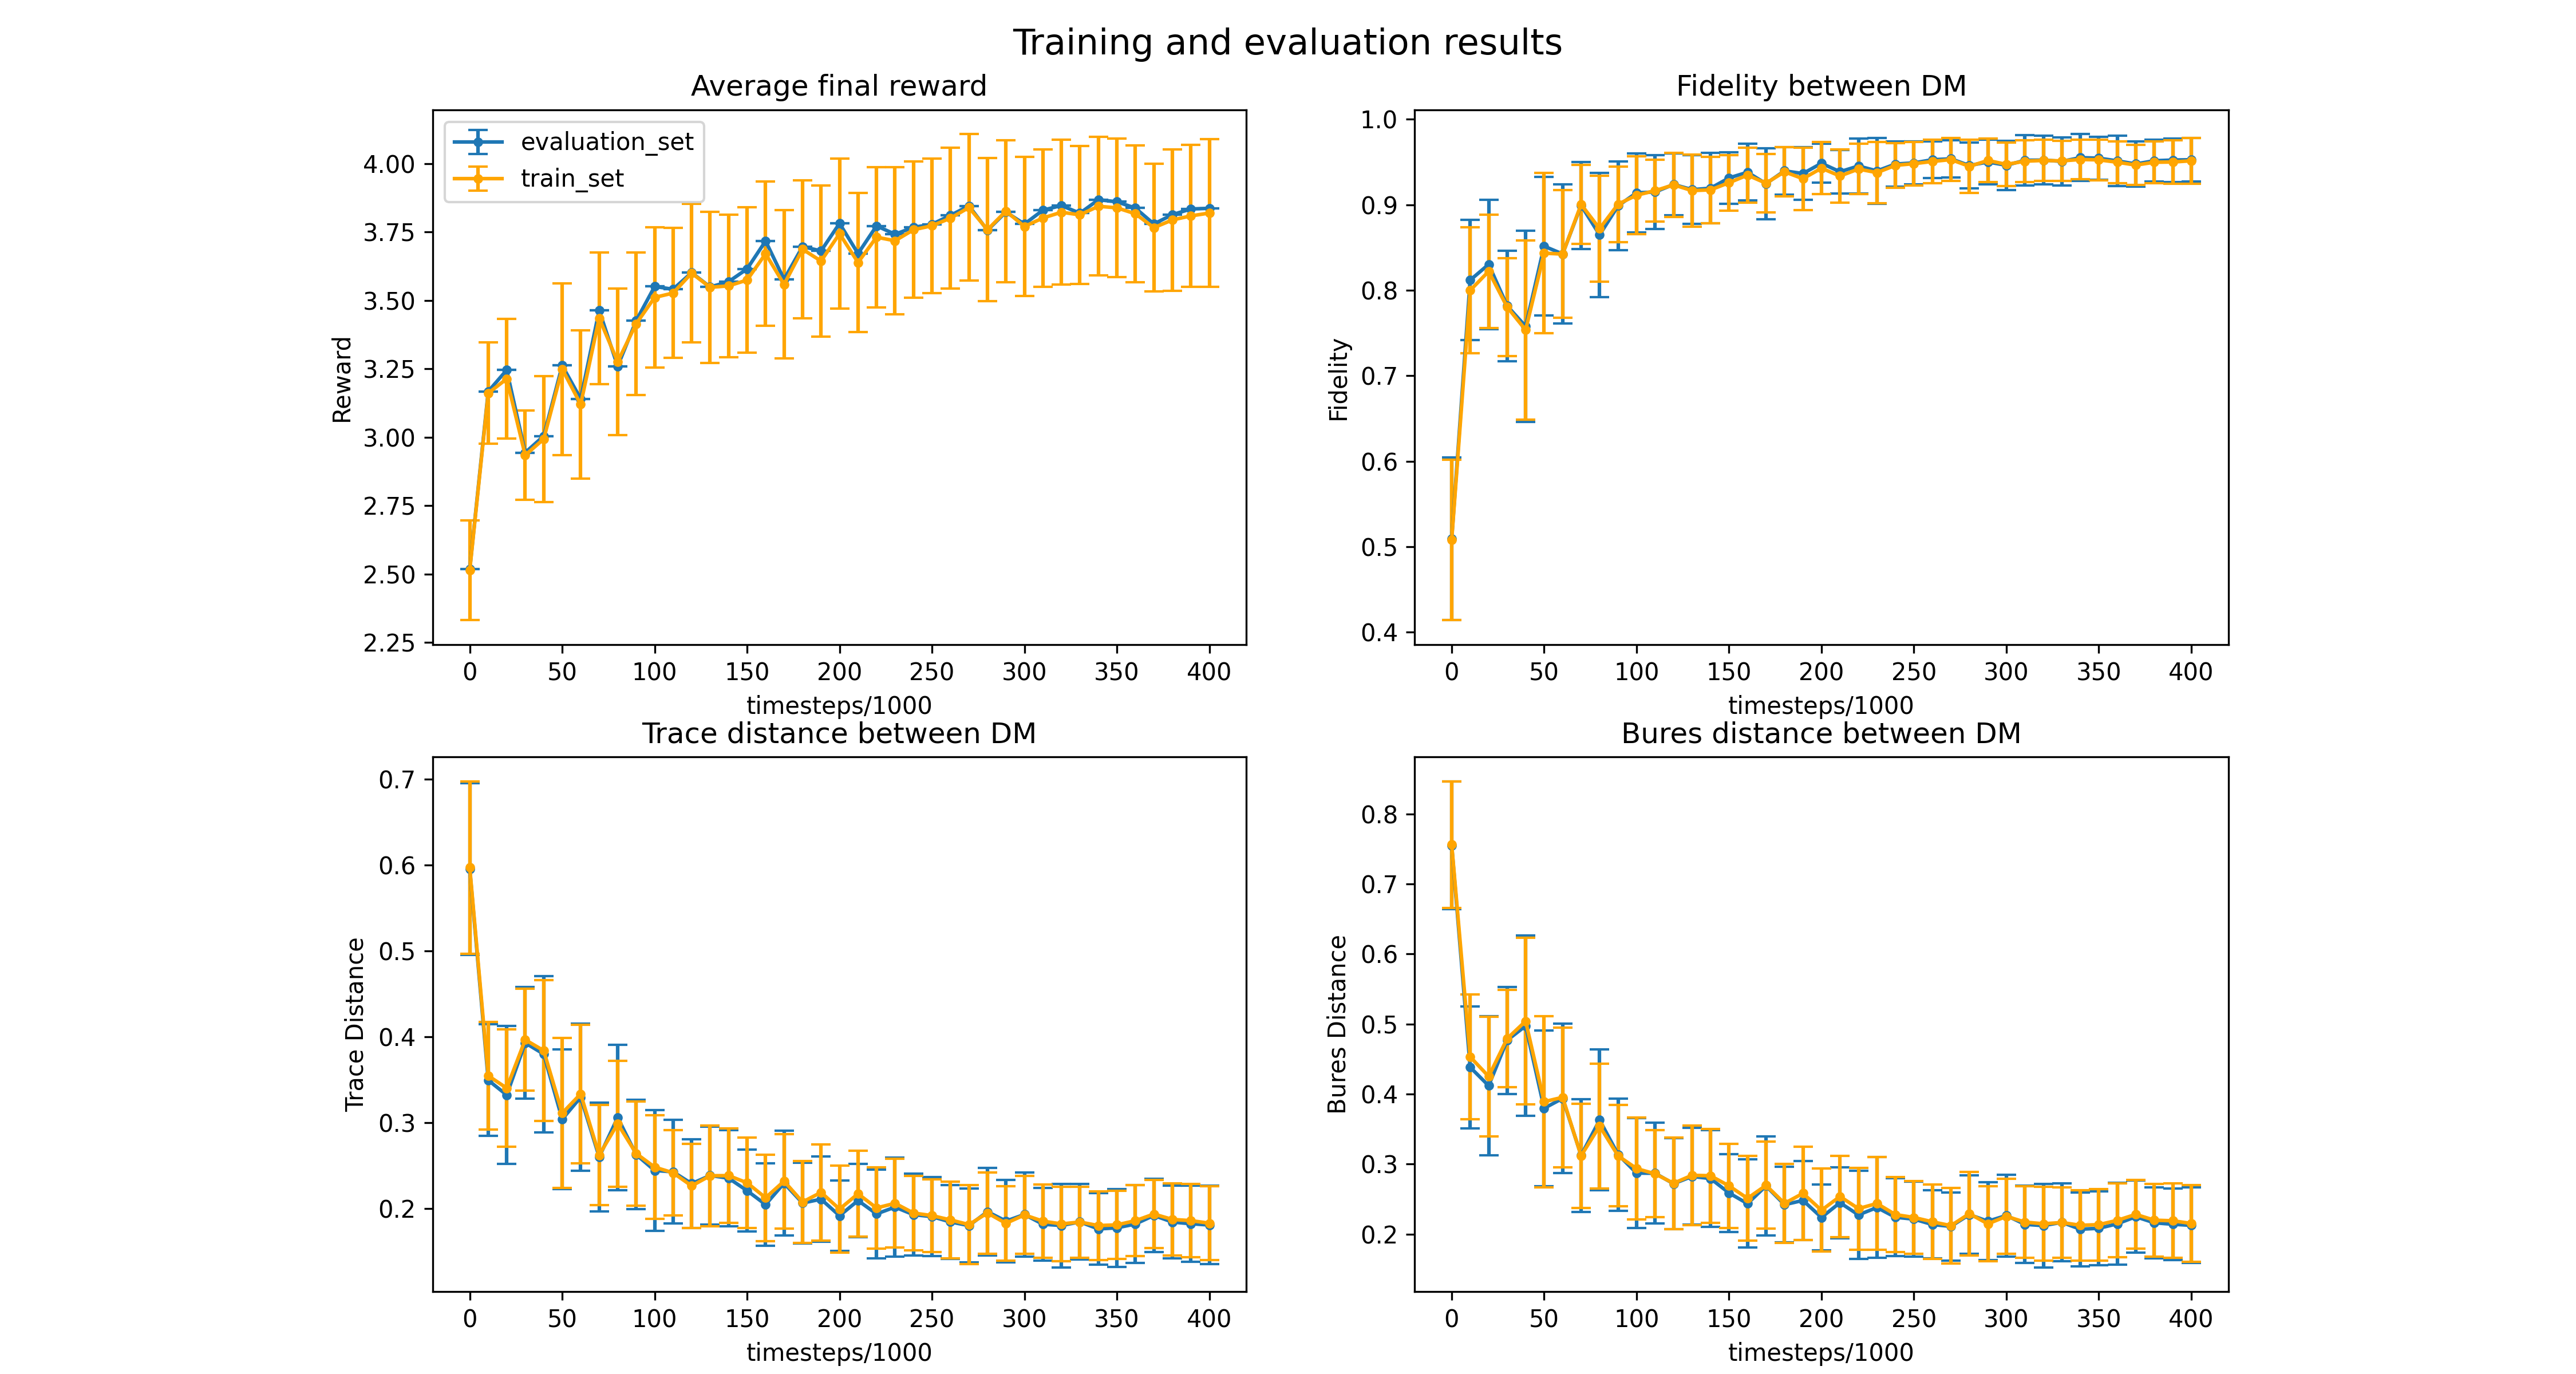 Training and evaluation results
Average final reward
evaluation_set
train_set
Reward
4.00
3.75
3.50
3.25
3.00
2.75
2.50
2.25
0 50 100 150 200 250 300 350 400
timesteps/1000
Fidelity between DM
Fidelity
1.0
0.9
0.8
0.7
0.6
0.5
0.4
0 50 100 150 200 250 300 350 400
timesteps/1000
Trace distance between DM
Trace Distance
0.7
0.6
0.5
0.4
0.3
0.2
0 50 100 150 200 250 300 350 400
timesteps/1000
Bures distance between DM
Bures Distance
0.8
0.7
0.6
0.5
0.4
0.3
0.2
0 50 100 150 200 250 300 350 400
timesteps/1000